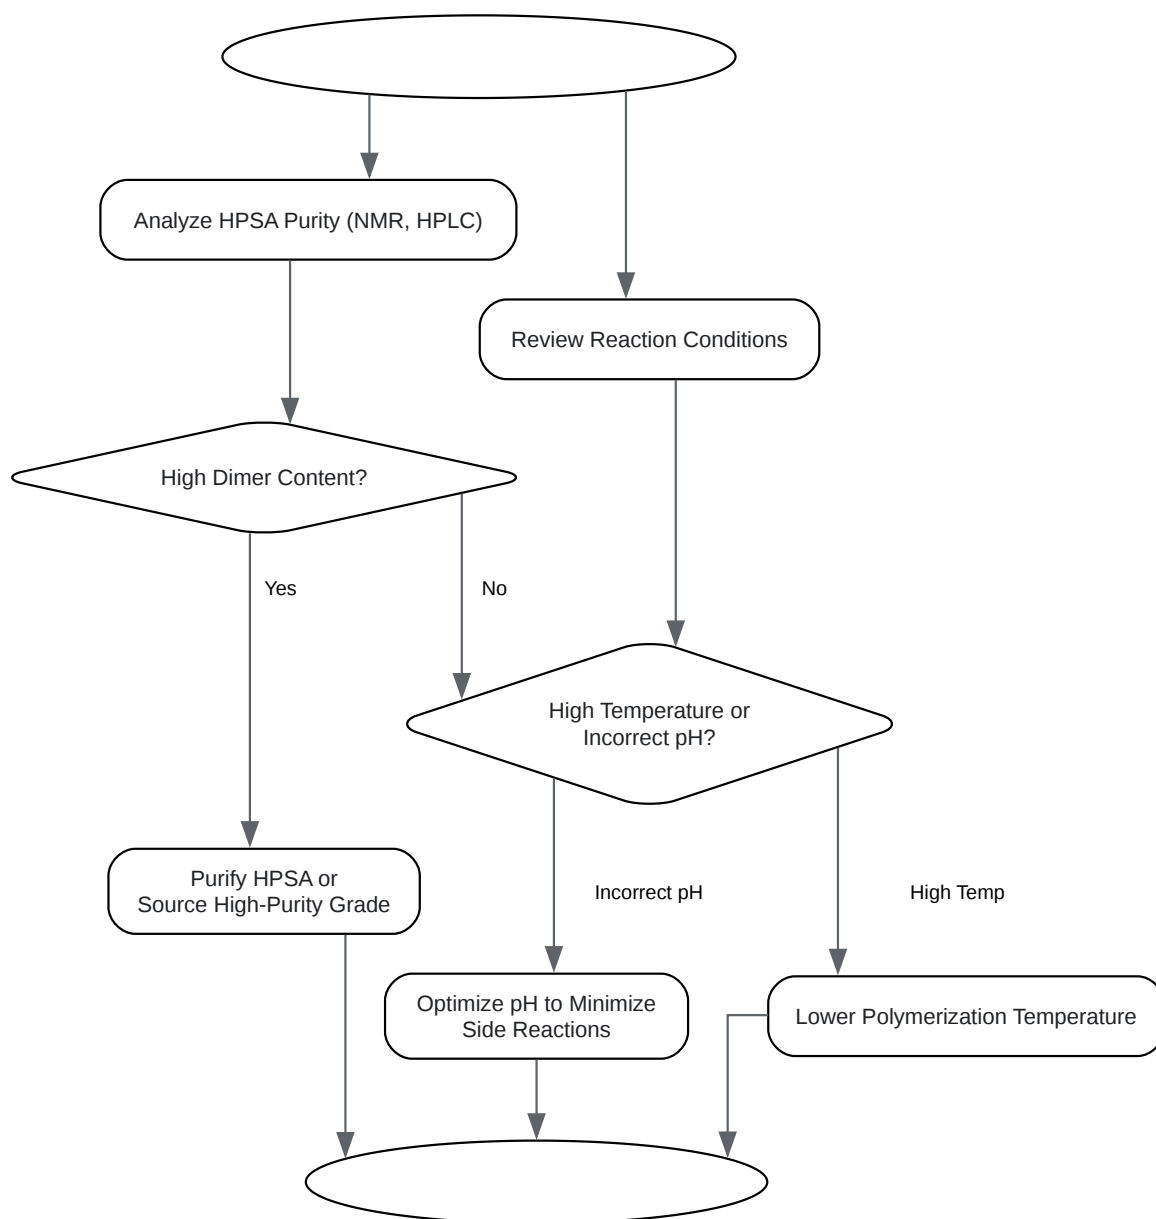 Analyze HPSA Purity (NMR, HPLC)
Review Reaction Conditions
High Dimer Content?
Yes
No
High Temperature or
Incorrect pH?
Purify HPSA or
Source High-Purity Grade
Incorrect pH
High Temp
Optimize pH to Minimize
Side Reactions
Lower Polymerization Temperature